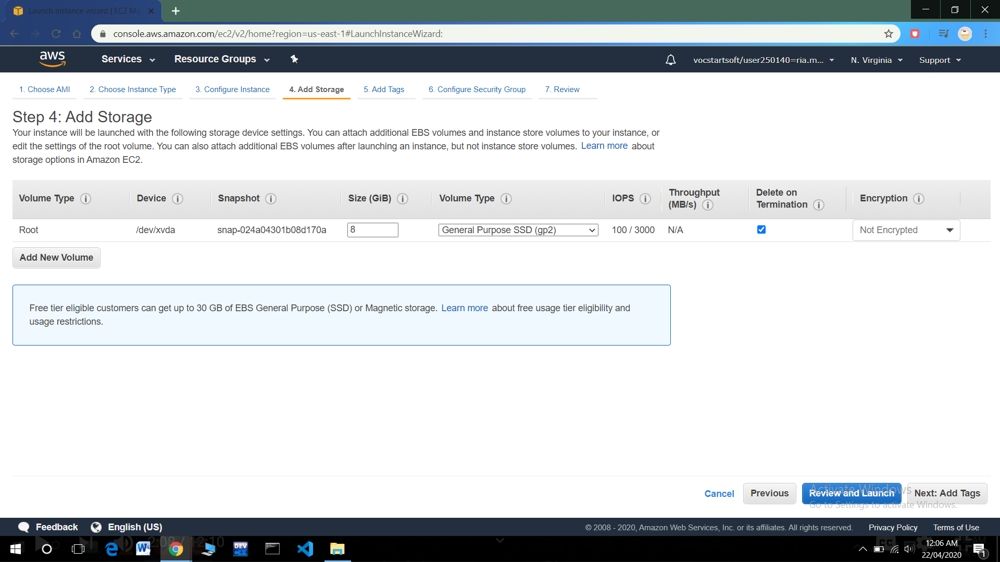 Launch instance wizard | EC2 Ma
console.aws.amazon.com/ec2/v2/home?region=us-east-1#LaunchInstanceWizard:
aws
Services
Resource Groups
vocstartsoft/user250140=ria.m...
N. Virginia
Support
1. Choose AMI
2. Choose Instance Type
3. Configure Instance
4. Add Storage
5. Add Tags
6. Configure Security Group
7. Review
Step 4: Add Storage
Your instance will be launched with the following storage device settings. You can attach additional EBS volumes and instance store volumes to your instance, or
edit the settings of the root volume. You can also attach additional EBS volumes after launching an instance, but not instance store volumes. Learn more about
storage options in Amazon EC2.
Volume Type
Device
Snapshot
Size (GiB)
Volume Type
IOPS
Throughput
(MB/s)
Delete on
Termination
Encryption
Root
/dev/xvda
snap-024a04301b08d170a
8
General Purpose SSD (gp2)
100 / 3000
N/A
Not Encrypted
Add New Volume
Free tier eligible customers can get up to 30 GB of EBS General Purpose (SSD) or Magnetic storage. Learn more about free usage tier eligibility and
usage restrictions.
Cancel
Previous
Review and Launch
Next: Add Tags
Activate Windows
Go to Settings to activate Windows.
Feedback
English (US)
© 2008 - 2020, Amazon Web Services, Inc. or its affiliates. All rights reserved.
Privacy Policy
Terms of Use
2:08 / 12:10
DEV
C++
12:06 AM
22/04/2020
1